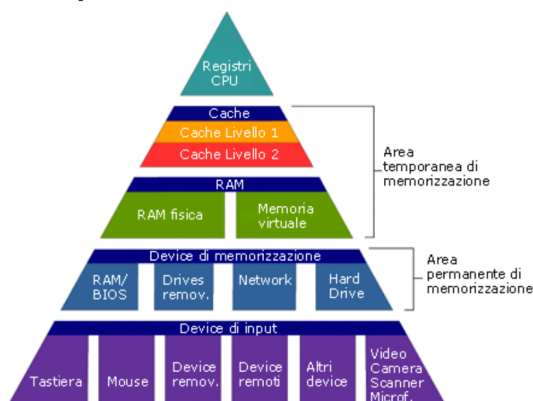 Registri
CPU
Cache
Cache Livello 1
Cache Livello 2
Area
temporanea di
memorizzazione
RAM
RAM fisica
Memoria
virtuale
Device di memorizzazione
RAM/
BIOS
Drives
remov.
Network
Hard
Drive
Area
permanente di
memorizzazione
Device di input
Tastiera
Mouse
Device
remov.
Device
remoti
Altri
device
Video
Camera
Scanner
Microf.